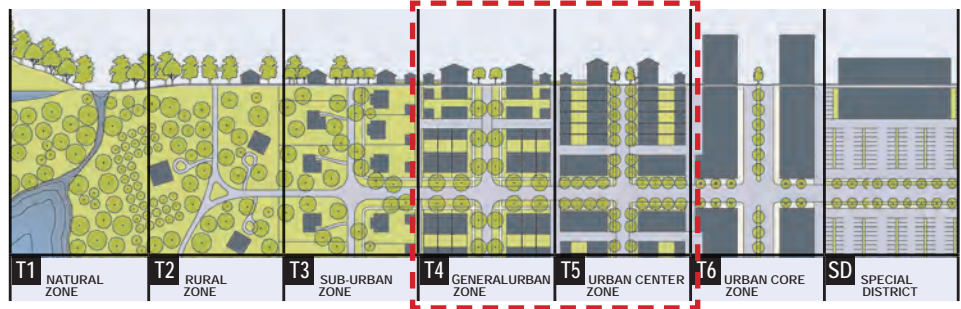 T1 NATURAL
ZONE
T2 RURAL
ZONE
T3 SUB-URBAN
ZONE
T4 GENERALURBAN
ZONE
T5 URBAN CENTER
ZONE
T6 URBAN CORE
ZONE
SD SPECIAL
DISTRICT